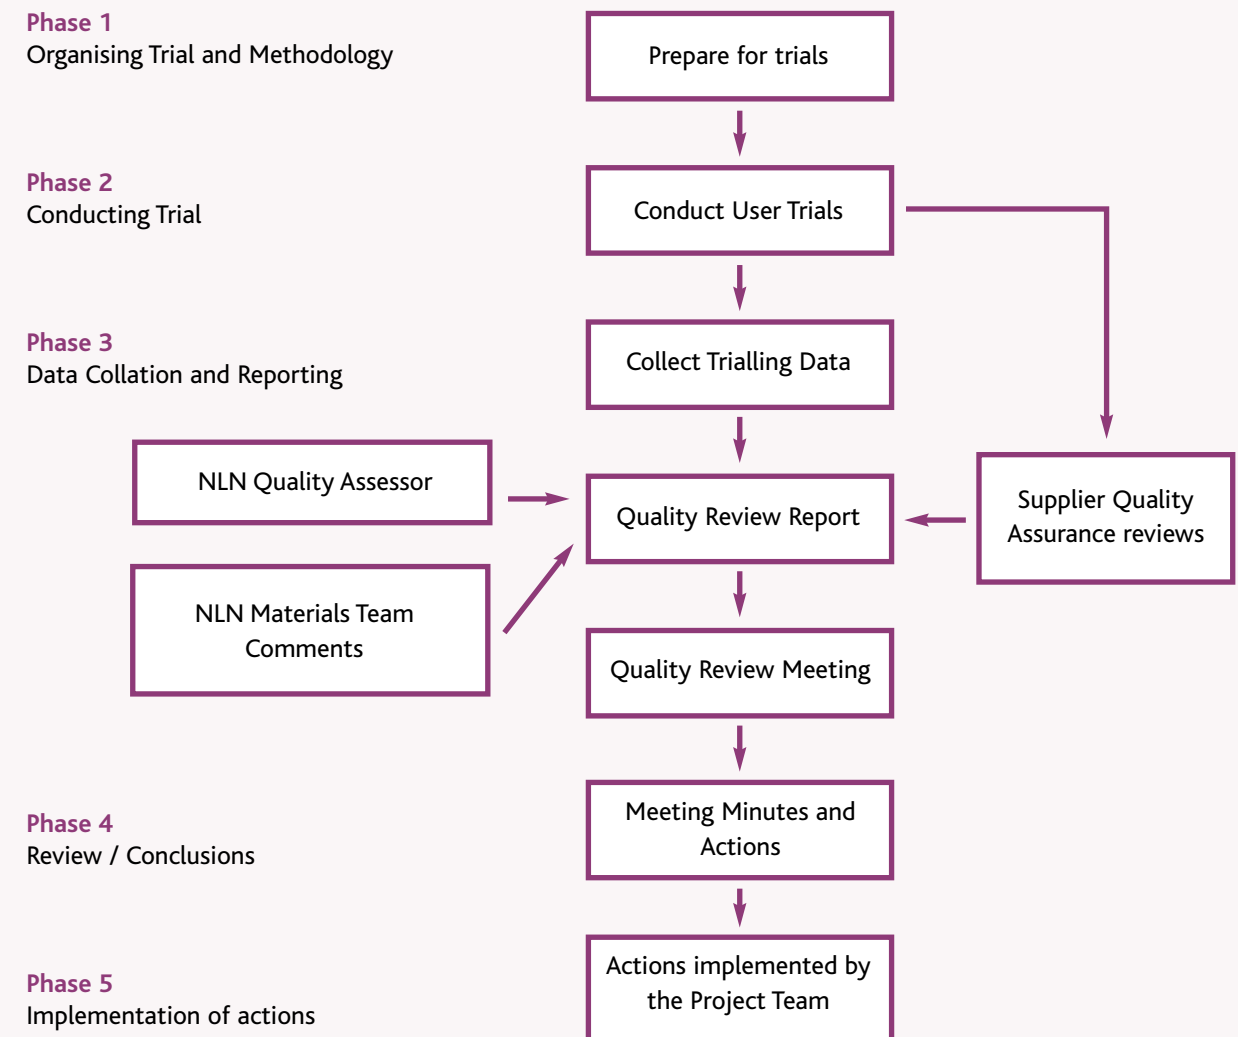 Phase 1
Organising Trial and Methodology
Prepare for trials
Phase 2
Conducting Trial
Conduct User Trials
Phase 3
Data Collation and Reporting
Collect Trialling Data
NLN Quality Assessor
Quality Review Report
Supplier Quality
Assurance reviews
NLN Materials Team
Comments
Quality Review Meeting
Phase 4
Review / Conclusions
Meeting Minutes and
Actions
Phase 5
Implementation of actions
Actions implemented by
the Project Team